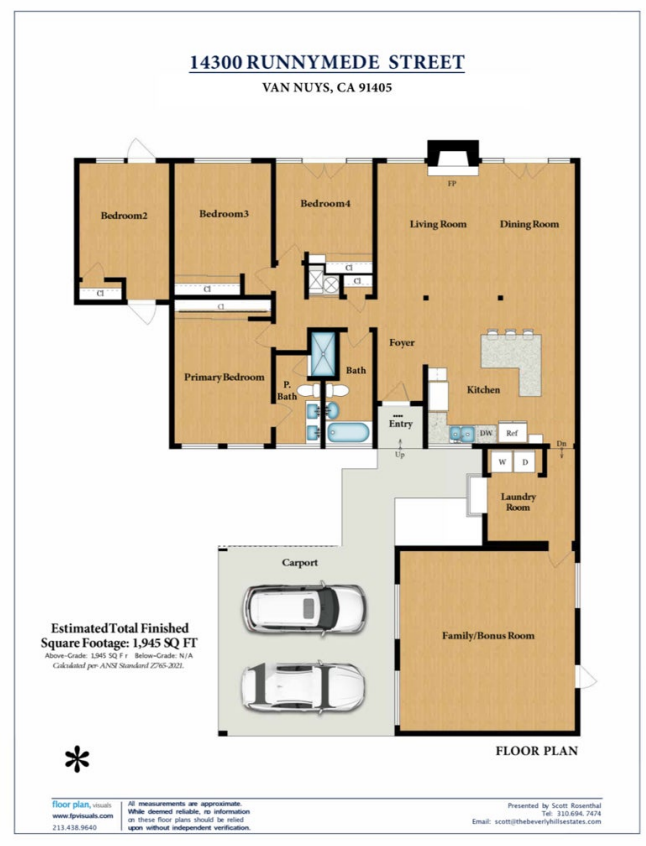 14300 RUNNYMEDE STREET
VAN NUYS, CA 91405
FP
Bedroom2
Bedroom3
Bedroom4
Living Room
Dining Room
Cl
Cl
Cl
Cl
Cl
Primary Bedroom
P.
Bath
Bath
Foyer
Kitchen
Entry
DW
Ref
Up
Dn
W
D
Laundry
Room
Carport
Family/Bonus Room
Estimated Total Finished
Square Footage: 1,945 SQ FT
Above-Grade: 1,945 SQ F r Below-Grade: N/A
Calculated per ANSI Standard Z765-2021.
FLOOR PLAN
floor plan, visuals
www.fpvisuals.com
213.438.9640
All measurements are approximate.
While deemed reliable, no information
on these floor plans should be relied
upon without independent verification.
Presented by Scott Rosenthal
Tel: 310.694.7474
Email: scott@thebeverlyhillsestates.com